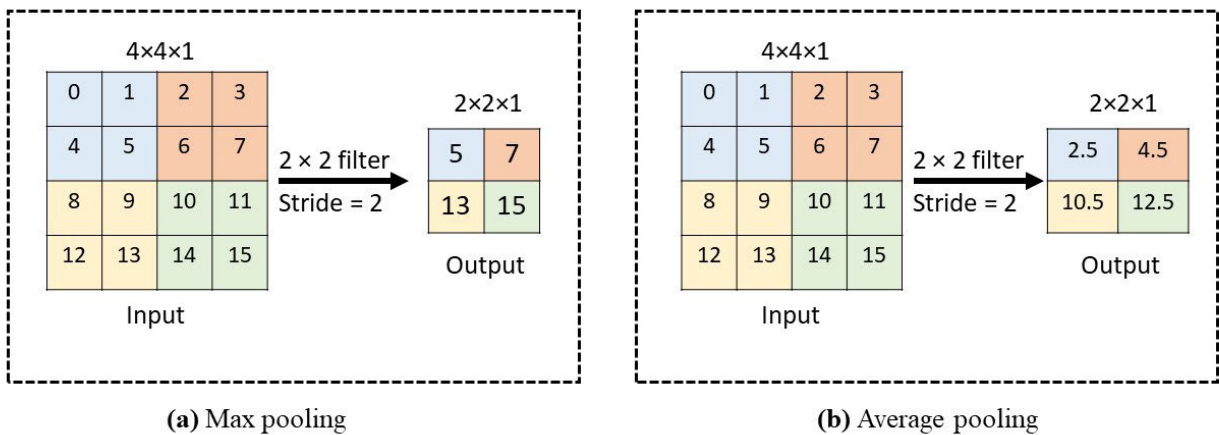 4×4×1
0 1 2 3
4 5 6 7
8 9 10 11
12 13 14 15
Input
2 × 2 filter
Stride = 2
2×2×1
5 7
13 15
Output
(a) Max pooling
4×4×1
0 1 2 3
4 5 6 7
8 9 10 11
12 13 14 15
Input
2 × 2 filter
Stride = 2
2×2×1
2.5 4.5
10.5 12.5
Output
(b) Average pooling